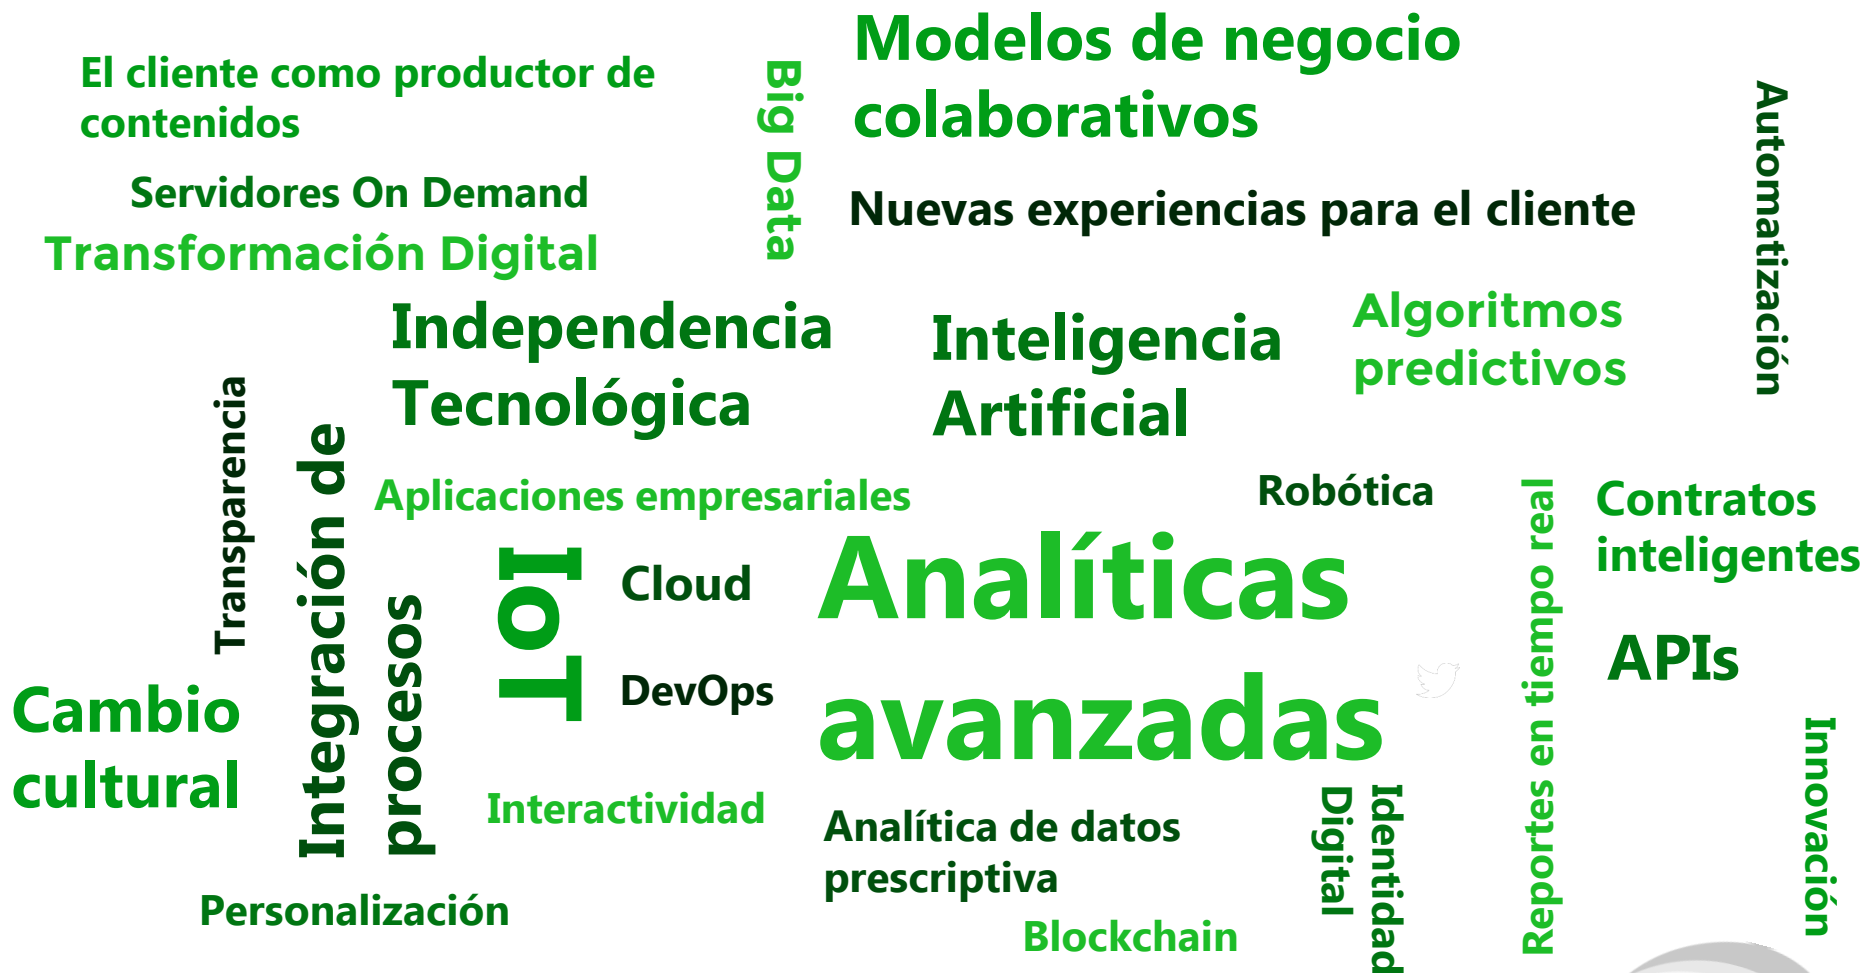 El cliente como productor de
contenidos
Big Data
Modelos de negocio
colaborativos
Automatización
Servidores On Demand
Nuevas experiencias para el cliente
Transformación Digital
Independencia
Tecnológica
Inteligencia
Artificial
Algoritmos
predictivos
Transparencia
Integración de
procesos
Aplicaciones empresariales
Robótica
Reportes en tiempo real
Contratos
inteligentes
IoT
Cloud
Analíticas
avanzadas
APIs
DevOps
Cambio
cultural
Innovación
Interactividad
Analítica de datos
prescriptiva
Identidad
Digital
Personalización
Blockchain